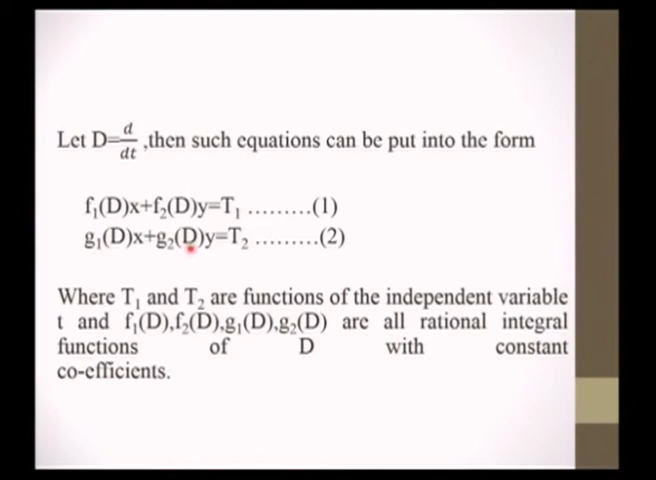 Let D=d/dt ,then such equations can be put into the form
f₁(D)x+f₂(D)y=T₁ .........(1)
g₁(D)x+g₂(D)y=T₂ .........(2)
Where T₁ and T₂ are functions of the independent variable
t and f₁(D),f₂(D),g₁(D),g₂(D) are all rational integral
functions of D with constant
co-efficients.